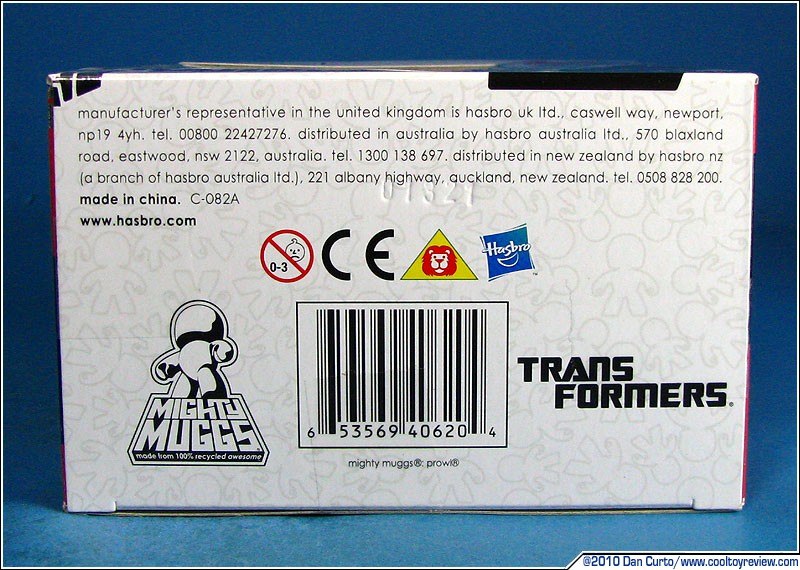 manufacturer's representative in the united kingdom is hasbro uk ltd., caswell way, newport,
np19 4yh. tel. 00800 22427276. distributed in australia by hasbro australia ltd., 570 blaxland
road, eastwood, nsw 2122, australia. tel. 1300 138 697. distributed in new zealand by hasbro nz
(a branch of hasbro australia ltd.), 221 albany highway, auckland, new zealand. tel. 0508 828 200.
made in china. C-082A
www.hasbro.com
0-3
CE
Hasbro
™
MIGHTY
MUGGS
made from 100% recycled awesome
6 53569 40620 4
mighty muggs®: prowl®
TRANS
FORMERS®
©2010 Dan Curto/www.cooltoyreview.com